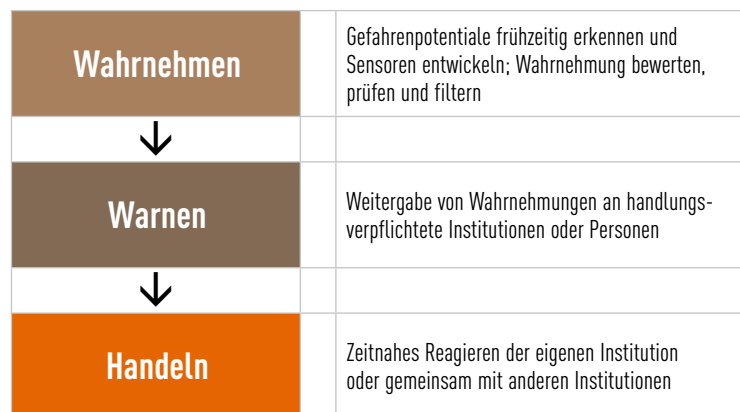 Wahrnehmen
Gefahrenpotentiale frühzeitig erkennen und
Sensoren entwickeln; Wahrnehmung bewerten,
prüfen und filtern
Warnen
Weitergabe von Wahrnehmungen an handlungs-
verpflichtete Institutionen oder Personen
Handeln
Zeitnahes Reagieren der eigenen Institution
oder gemeinsam mit anderen Institutionen